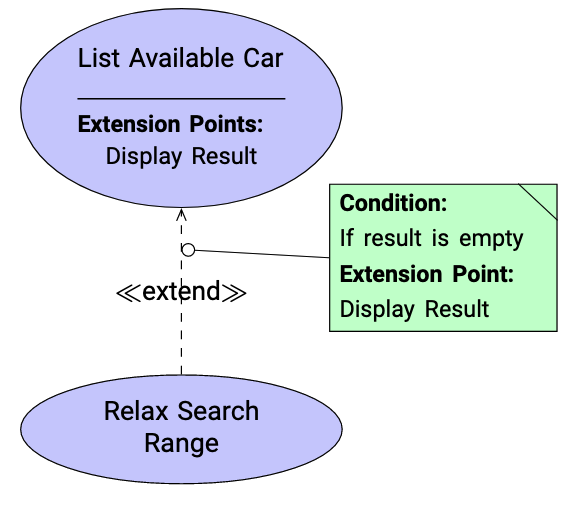 List Available Car
Extension Points:
Display Result
Condition:
If result is empty
Extension Point:
Display Result
≪extend≫
Relax Search
Range